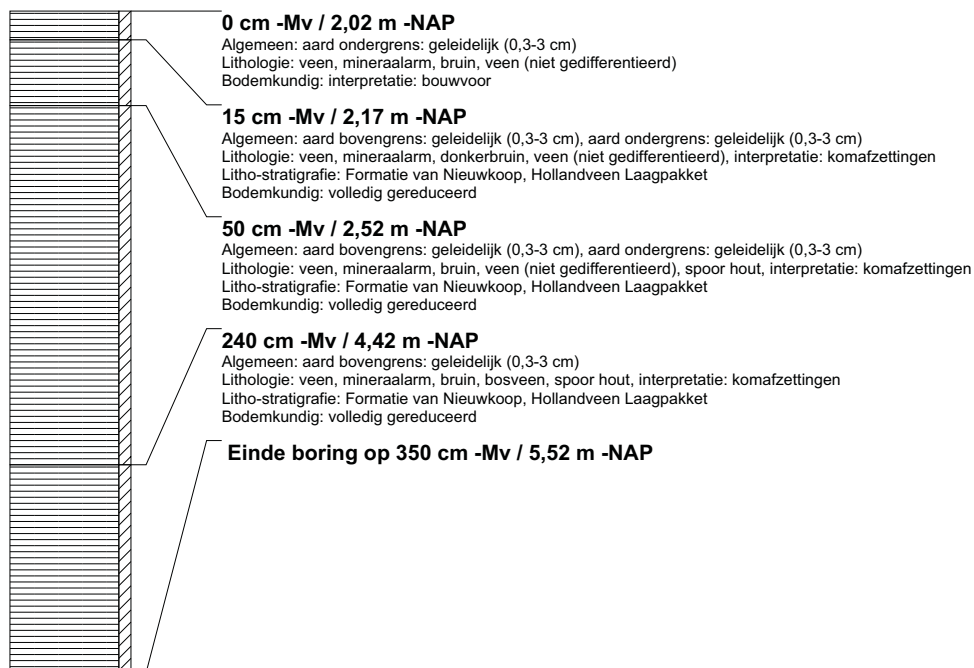 0 cm -Mv / 2,02 m -NAP
Algemeen: aard ondergrens: geleidelijk (0,3-3 cm)
Lithologie: veen, mineraalarm, bruin, veen (niet gedifferentieerd)
Bodemkundig: interpretatie: bouwvoor
15 cm -Mv / 2,17 m -NAP
Algemeen: aard bovengrens: geleidelijk (0,3-3 cm), aard ondergrens: geleidelijk (0,3-3 cm)
Lithologie: veen, mineraalarm, donkerbruin, veen (niet gedifferentieerd), interpretatie: komafzettingen
Litho-stratigrafie: Formatie van Nieuwkoop, Hollandveen Laagpakket
Bodemkundig: volledig gereduceerd
50 cm -Mv / 2,52 m -NAP
Algemeen: aard bovengrens: geleidelijk (0,3-3 cm), aard ondergrens: geleidelijk (0,3-3 cm)
Lithologie: veen, mineraalarm, bruin, veen (niet gedifferentieerd), spoor hout, interpretatie: komafzettingen
Litho-stratigrafie: Formatie van Nieuwkoop, Hollandveen Laagpakket
Bodemkundig: volledig gereduceerd
240 cm -Mv / 4,42 m -NAP
Algemeen: aard bovengrens: geleidelijk (0,3-3 cm)
Lithologie: veen, mineraalarm, bruin, bosveen, spoor hout, interpretatie: komafzettingen
Litho-stratigrafie: Formatie van Nieuwkoop, Hollandveen Laagpakket
Bodemkundig: volledig gereduceerd
Einde boring op 350 cm -Mv / 5,52 m -NAP